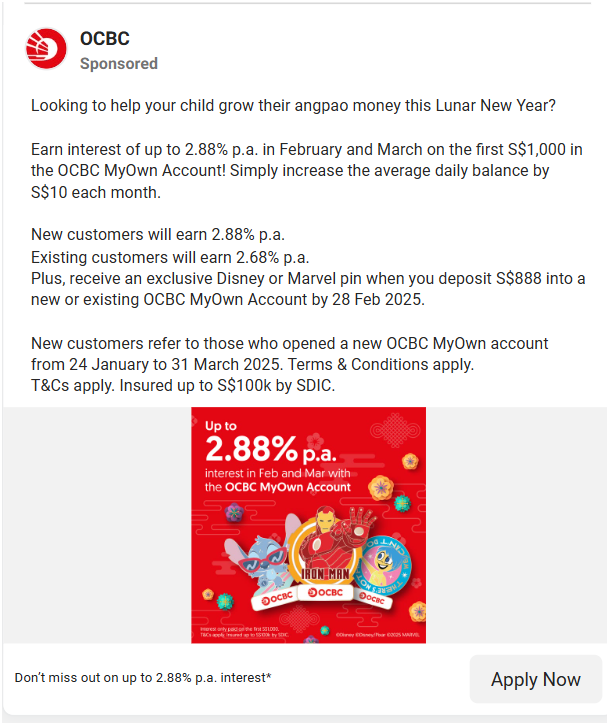 OCBC
Sponsored
Looking to help your child grow their angpao money this Lunar New Year?
Earn interest of up to 2.88% p.a. in February and March on the first S$1,000 in
the OCBC MyOwn Account! Simply increase the average daily balance by
S$10 each month.
New customers will earn 2.88% p.a.
Existing customers will earn 2.68% p.a.
Plus, receive an exclusive Disney or Marvel pin when you deposit S$888 into a
new or existing OCBC MyOwn Account by 28 Feb 2025.
New customers refer to those who opened a new OCBC MyOwn account
from 24 January to 31 March 2025. Terms & Conditions apply.
T&Cs apply. Insured up to S$100k by SDIC.
Up to
2.88% p.a.
interest in Feb and Mar with
the OCBC MyOwn Account
IRON MAN
OCBC
OCBC
OCBC
Interest only paid on the first S$1,000.
T&Cs apply. Insured up to S$100k by SDIC.
©Disney ©Disney/Pixar ©2025 MARVEL
Don't miss out on up to 2.88% p.a. interest*
Apply Now